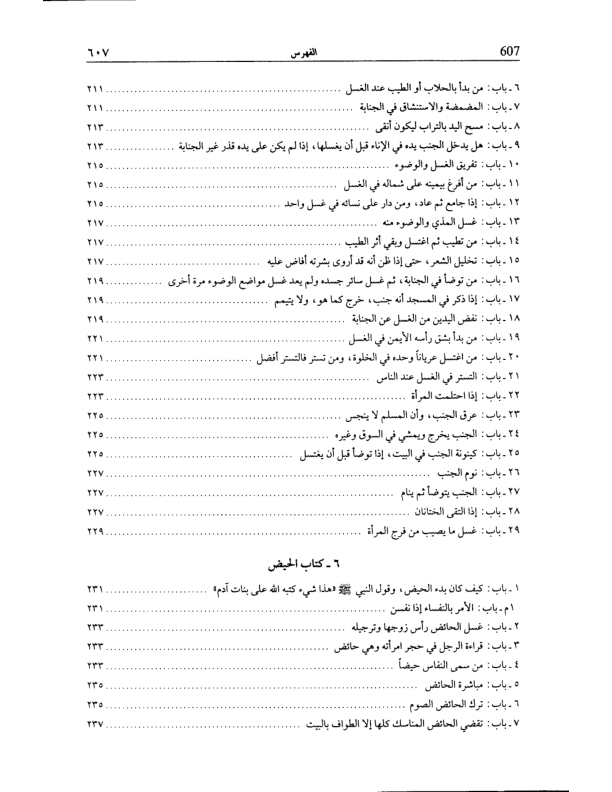 607 الفهرس ٦٠٧
٦ ـ باب: من بدأ بالحلاب أو الطيب عند الغسل ........ ٢١١
٧ ـ باب: المضمضة والاستنشاق في الجنابة ........ ٢١١
٨ ـ باب: مسح اليد بالتراب ليكون أنقى ........ ٢١٣
٩ ـ باب: هل يدخل الجنب يده في الإناء قبل أن يغسلها، إذا لم يكن على يده قذر غير الجنابة ........ ٢١٣
١٠ ـ باب: تفريق الغسل والوضوء ........ ٢١٥
١١ ـ باب: من أفرغ بيمينه على شماله في الغسل ........ ٢١٥
١٢ ـ باب: إذا جامع ثم عاد، ومن دار على نسائه في غسل واحد ........ ٢١٥
١٣ ـ باب: غسل المذي والوضوء منه ........ ٢١٧
١٤ ـ باب: من تطيب ثم اغتسل وبقي أثر الطيب ........ ٢١٧
١٥ ـ باب: تخليل الشعر، حتى إذا ظن أنه قد أروى بشرته أفاض عليه ........ ٢١٧
١٦ ـ باب: من توضأ في الجنابة، ثم غسل سائر جسده ولم يعد غسل مواضع الوضوء مرة أخرى ........ ٢١٩
١٧ ـ باب: إذا ذكر في المسجد أنه جنب، خرج كما هو، ولا يتيمم ........ ٢١٩
١٨ ـ باب: نفض اليدين من الغسل عن الجنابة ........ ٢١٩
١٩ ـ باب: من بدأ بشق رأسه الأيمن في الغسل ........ ٢٢١
٢٠ ـ باب: من اغتسل عرياناً وحده في الخلوة، ومن تستر فالتستر أفضل ........ ٢٢١
٢١ ـ باب: التستر في الغسل عند الناس ........ ٢٢٣
٢٢ ـ باب: إذا احتلمت المرأة ........ ٢٢٣
٢٣ ـ باب: عرق الجنب، وأن المسلم لا ينجس ........ ٢٢٥
٢٤ ـ باب: الجنب يخرج ويمشي في السوق وغيره ........ ٢٢٥
٢٥ ـ باب: كينونة الجنب في البيت، إذا توضأ قبل أن يغتسل ........ ٢٢٥
٢٦ ـ باب: نوم الجنب ........ ٢٢٧
٢٧ ـ باب: الجنب يتوضأ ثم ينام ........ ٢٢٧
٢٨ ـ باب: إذا التقى الختانان ........ ٢٢٧
٢٩ ـ باب: غسل ما يصيب من فرج المرأة ........ ٢٢٩
٦ ـ كتاب الحيض
١ ـ باب: كيف كان بدء الحيض، وقول النبي ﷺ «هذا شيء كتبه الله على بنات آدم» ........ ٢٣١
١م ـ باب: الأمر بالنفساء إذا نفسن ........ ٢٣١
٢ ـ باب: غسل الحائض رأس زوجها وترجيله ........ ٢٣٣
٣ ـ باب: قراءة الرجل في حجر امرأته وهي حائض ........ ٢٣٣
٤ ـ باب: من سمى النفاس حيضاً ........ ٢٣٣
٥ ـ باب: مباشرة الحائض ........ ٢٣٥
٦ ـ باب: ترك الحائض الصوم ........ ٢٣٥
٧ ـ باب: تقضي الحائض المناسك كلها إلا الطواف بالبيت ........ ٢٣٧